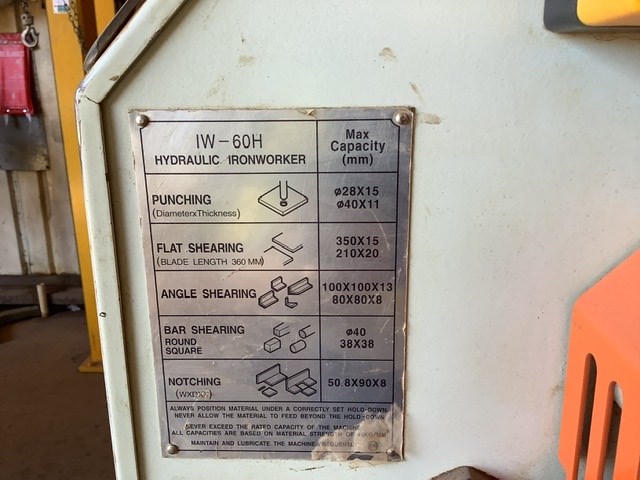 IW-60H
HYDRAULIC IRONWORKER
Max
Capacity
(mm)
PUNCHING
(DiameterxThickness)
ø28X15
ø40X11
FLAT SHEARING
(BLADE LENGTH 360 MM)
350X15
210X20
ANGLE SHEARING
100X100X13
80X80X8
BAR SHEARING
ROUND
SQUARE
ø40
38X38
NOTCHING
50.8X90X8
ALWAYS POSITION MATERIAL UNDER A CORRECTLY SET HOLD-DOWN
NEVER ALLOW THE MATERIAL TO FEED BEYOND THE HOLD-DOWN
NEVER EXCEED THE RATED CAPACITY OF THE MACHINE
ALL CAPACITIES ARE BASED ON MATERIAL STRENGTH OF
MAINTAIN AND LUBRICATE THE MACHINE